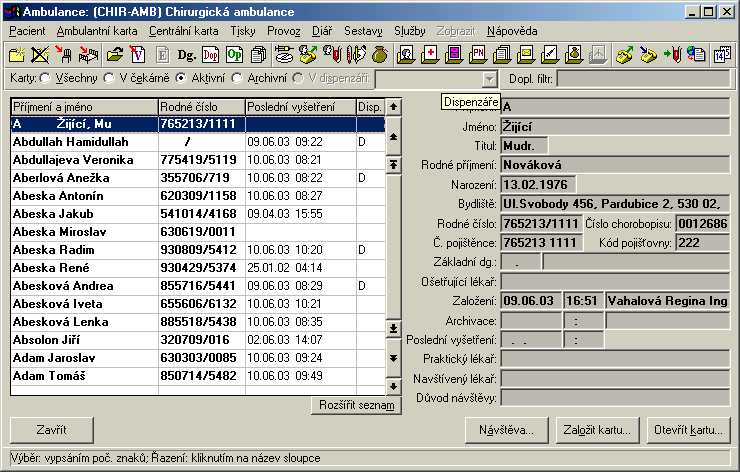 Ambulance: (CHIR-AMB) Chirurgická ambulance
Pacient Ambulantní karta Centrální karta Tisky Provoz Diář Sestavy Služby Zobrazit Nápověda
V E Dg. Dop Op PN
Karty: Všechny V čekárně Aktivní Archivní V dispenzáři: Dopl. filtr:
Dispenzáře
Příjmení a jméno Rodné číslo Poslední vyšetření Disp.
A Žijící, Mu 765213/1111
Abdullah Hamidullah / 09.06.03 09:22 D
Abdullajeva Veronika 775419/5119 10.06.03 08:21
Aberlová Anežka 355706/719 10.06.03 08:22 D
Abeska Antonín 620309/1158 10.06.03 08:27
Abeska Jakub 541014/4168 09.04.03 15:55
Abeska Miroslav 630619/0011
Abeska Radim 930809/5412 10.06.03 10:20 D
Abeska René 930429/5374 25.01.02 04:14
Abesková Andrea 855716/5441 09.06.03 08:29 D
Abesková Iveta 655606/6132 10.06.03 10:21
Abesková Lenka 885518/5438 10.06.03 08:35
Absolon Jiří 320709/016 02.06.03 14:07
Adam Jaroslav 630303/0085 10.06.03 09:24
Adam Tomáš 850714/5482 10.06.03 09:49
Rozšířit seznam
A
Jméno: Žijící
Titul: Mudr.
Rodné příjmení: Nováková
Narození: 13.02.1976
Bydliště: Ul.Svobody 456, Pardubice 2, 530 02,
Rodné číslo: 765213/1111 Číslo chorobopisu: 0012686
Č. pojištěnce: 765213 1111 Kód pojišťovny: 222
Základní dg.: .
Ošetřující lékař:
Založení: 09.06.03 16:51 Vahalová Regina Ing
Archivace: :
Poslední vyšetření: . . :
Praktický lékař:
Navštívený lékař:
Důvod návštěvy:
Zavřít Návštěva... Založit kartu... Otevřít kartu...
Výběr: vypsáním poč. znaků; Řazení: kliknutím na název sloupce